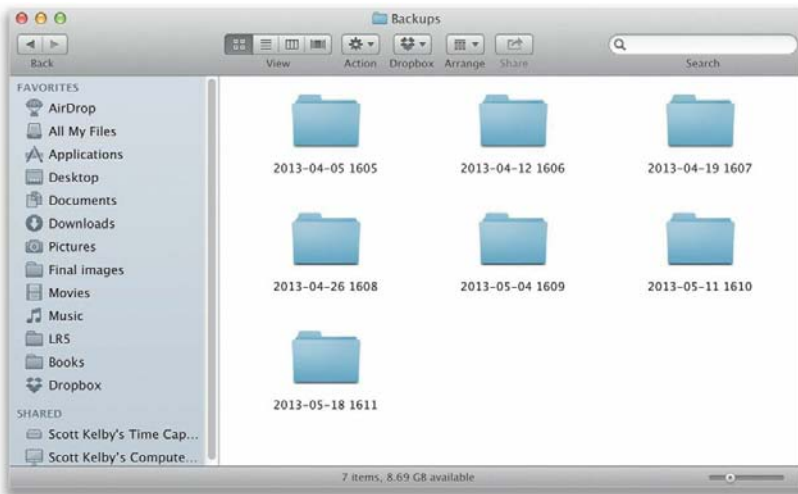 Backups
Back
View
Action
Dropbox
Arrange
Share
Search
FAVORITES
AirDrop
All My Files
Applications
Desktop
Documents
Downloads
Pictures
Final images
Movies
Music
LR5
Books
Dropbox
SHARED
Scott Kelby's Time Cap...
Scott Kelby's Compute...
2013-04-05 1605
2013-04-12 1606
2013-04-19 1607
2013-04-26 1608
2013-05-04 1609
2013-05-11 1610
2013-05-18 1611
7 items, 8.69 GB available